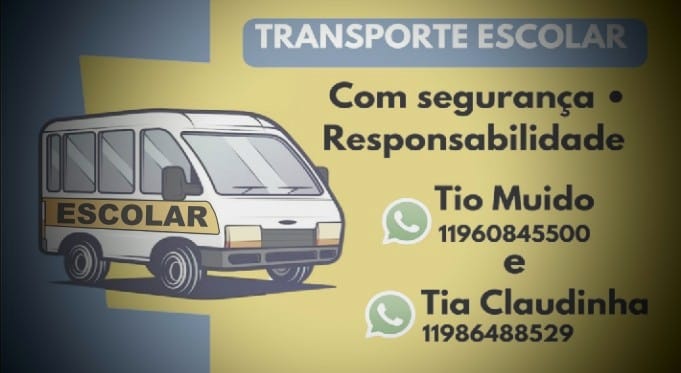 TRANSPORTE ESCOLAR
Com segurança •
Responsabilidade
ESCOLAR
Tio Muido
11960845500
e
Tia Claudinha
11986488529